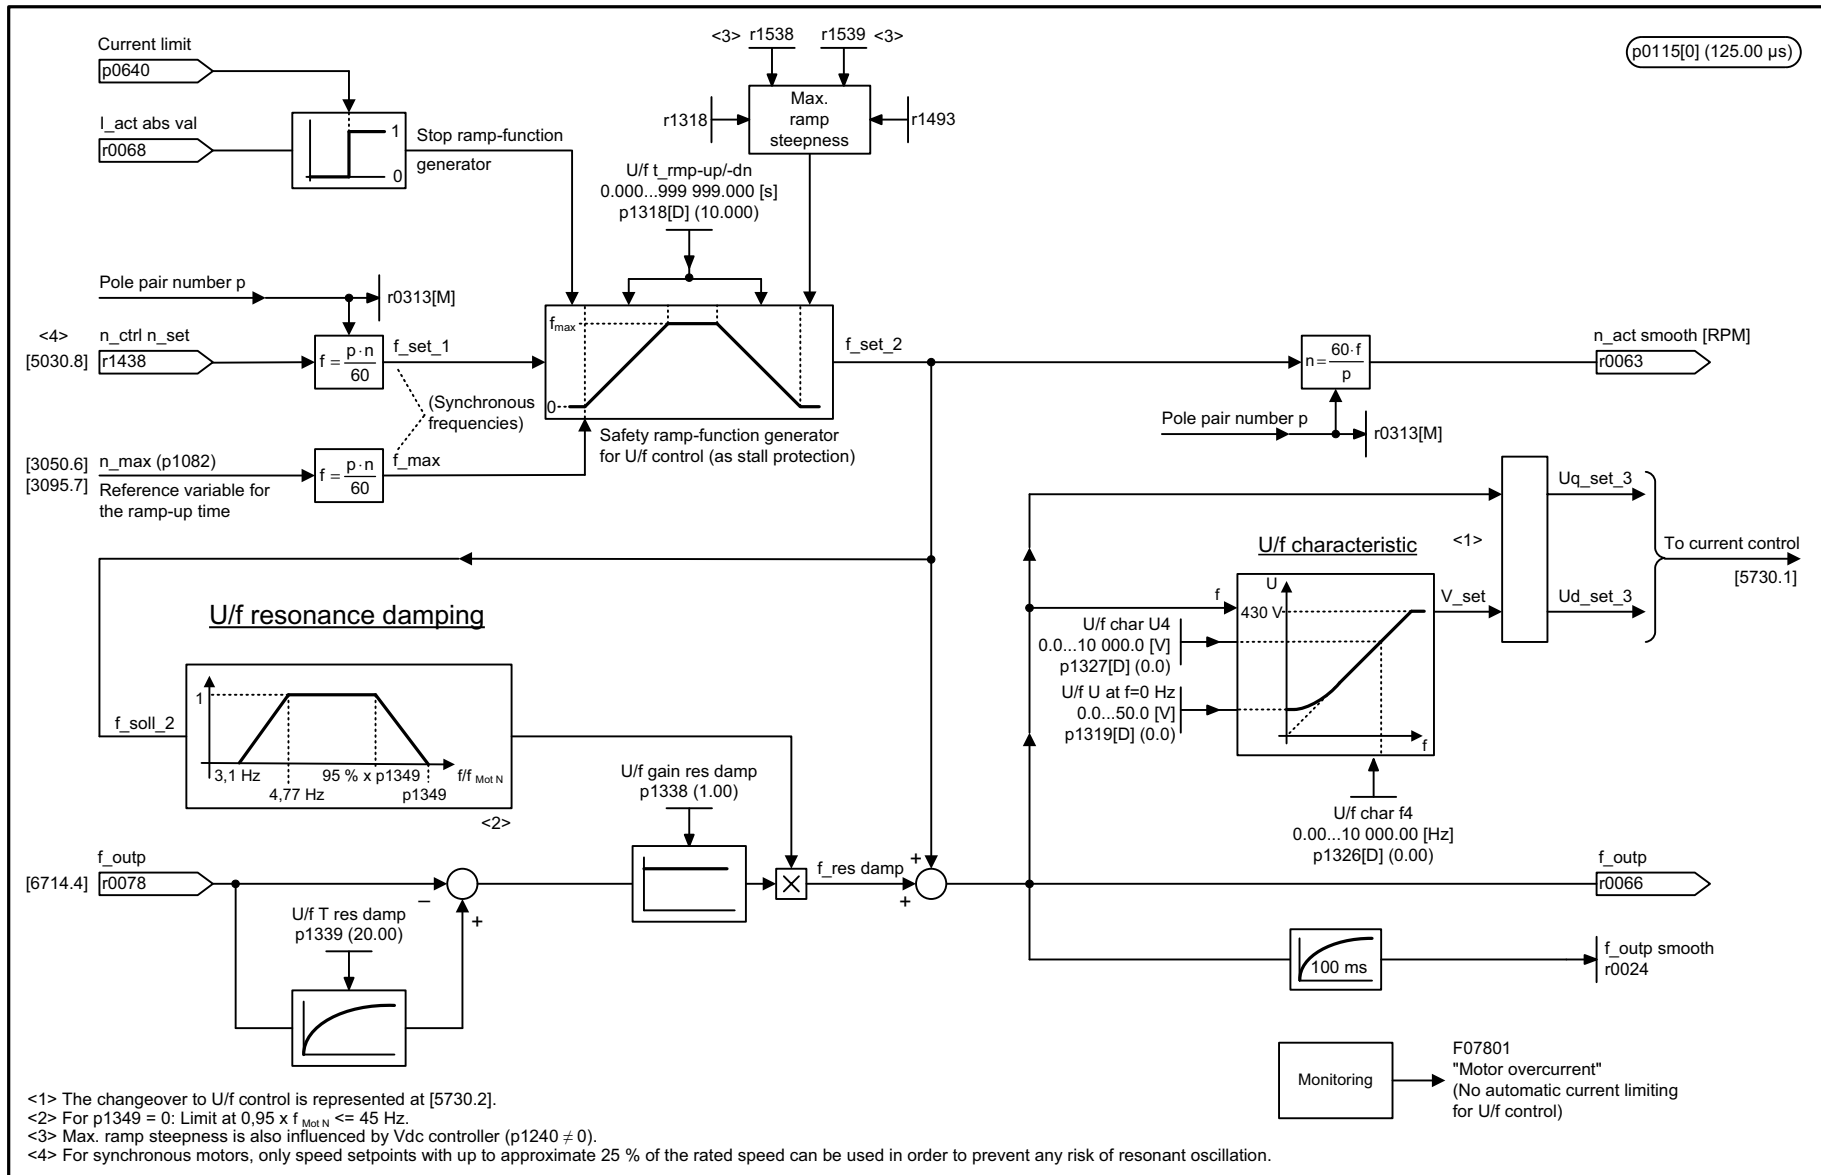 Current limit
p0640
I_act abs val
r0068
1
0
Stop ramp-function
generator
<3> r1538
r1539 <3>
r1318
Max.
ramp
steepness
r1493
p0115[0] (125.00 µs)
U/f t_rmp-up/-dn
0.000...999 999.000 [s]
p1318[D] (10.000)
Pole pair number p
r0313[M]
<4>
[5030.8]
n_ctrl n_set
r1438
f = p·n / 60
f_set_1
(Synchronous
frequencies)
[3050.6]
[3095.7]
n_max (p1082)
Reference variable for
the ramp-up time
f = p·n / 60
f_max
fmax
0
Safety ramp-function generator
for U/f control (as stall protection)
f_set_2
n = 60·f / p
n_act smooth [RPM]
r0063
Pole pair number p
r0313[M]
Uq_set_3
<1>
To current control
[5730.1]
Ud_set_3
U/f characteristic
f
U
430 V
V_set
f
U/f char U4
0.0...10 000.0 [V]
p1327[D] (0.0)
U/f U at f=0 Hz
0.0...50.0 [V]
p1319[D] (0.0)
U/f char f4
0.00...10 000.00 [Hz]
p1326[D] (0.00)
U/f resonance damping
f_soll_2
1
3,1 Hz
4,77 Hz
95 % x p1349
p1349
f/f Mot N
<2>
U/f gain res damp
p1338 (1.00)
[6714.4]
f_outp
r0078
–
+
U/f T res damp
p1339 (20.00)
X
f_res damp
+
+
f_outp
r0066
100 ms
f_outp smooth
r0024
Monitoring
F07801
"Motor overcurrent"
(No automatic current limiting
for U/f control)
<1> The changeover to U/f control is represented at [5730.2].
<2> For p1349 = 0: Limit at 0,95 x f Mot N <= 45 Hz.
<3> Max. ramp steepness is also influenced by Vdc controller (p1240 ≠ 0).
<4> For synchronous motors, only speed setpoints with up to approximate 25 % of the rated speed can be used in order to prevent any risk of resonant oscillation.